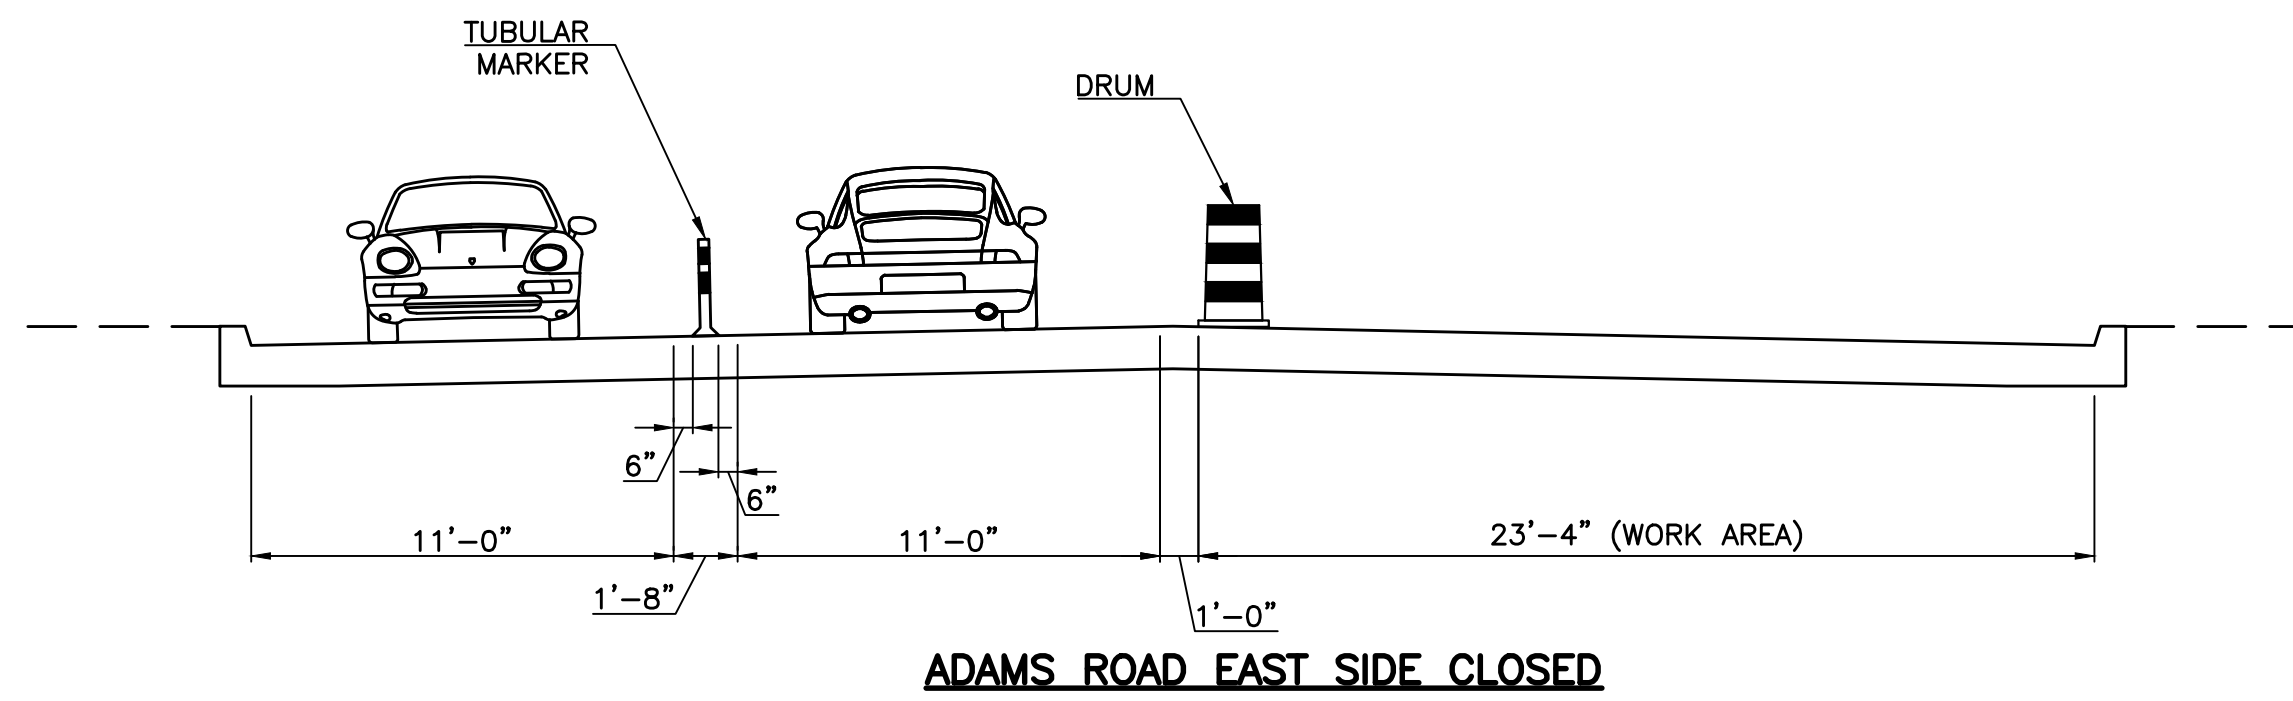 TUBULAR
MARKER
DRUM
6”
6”
11'-0”
11'-0”
23'-4” (WORK AREA)
1'-8”
1'-0”
ADAMS ROAD EAST SIDE CLOSED